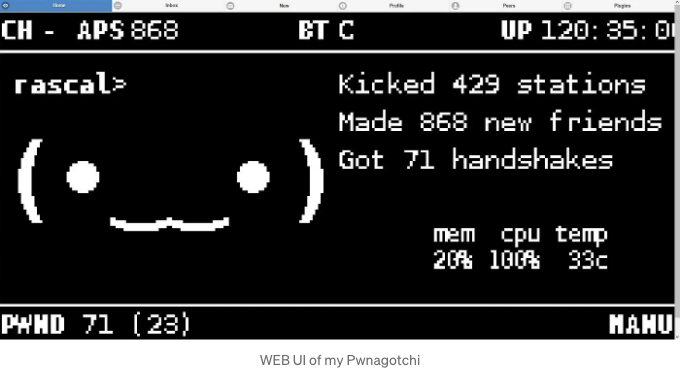 Home Inbox New Profile Peers Plugins
CH - APS 868 BT C UP 120:35:0
rascal>
Kicked 429 stations
Made 868 new friends
Got 71 handshakes
mem cpu temp
20% 100% 33c
PWND 71 (23) MANU
WEB UI of my Pwnagotchi